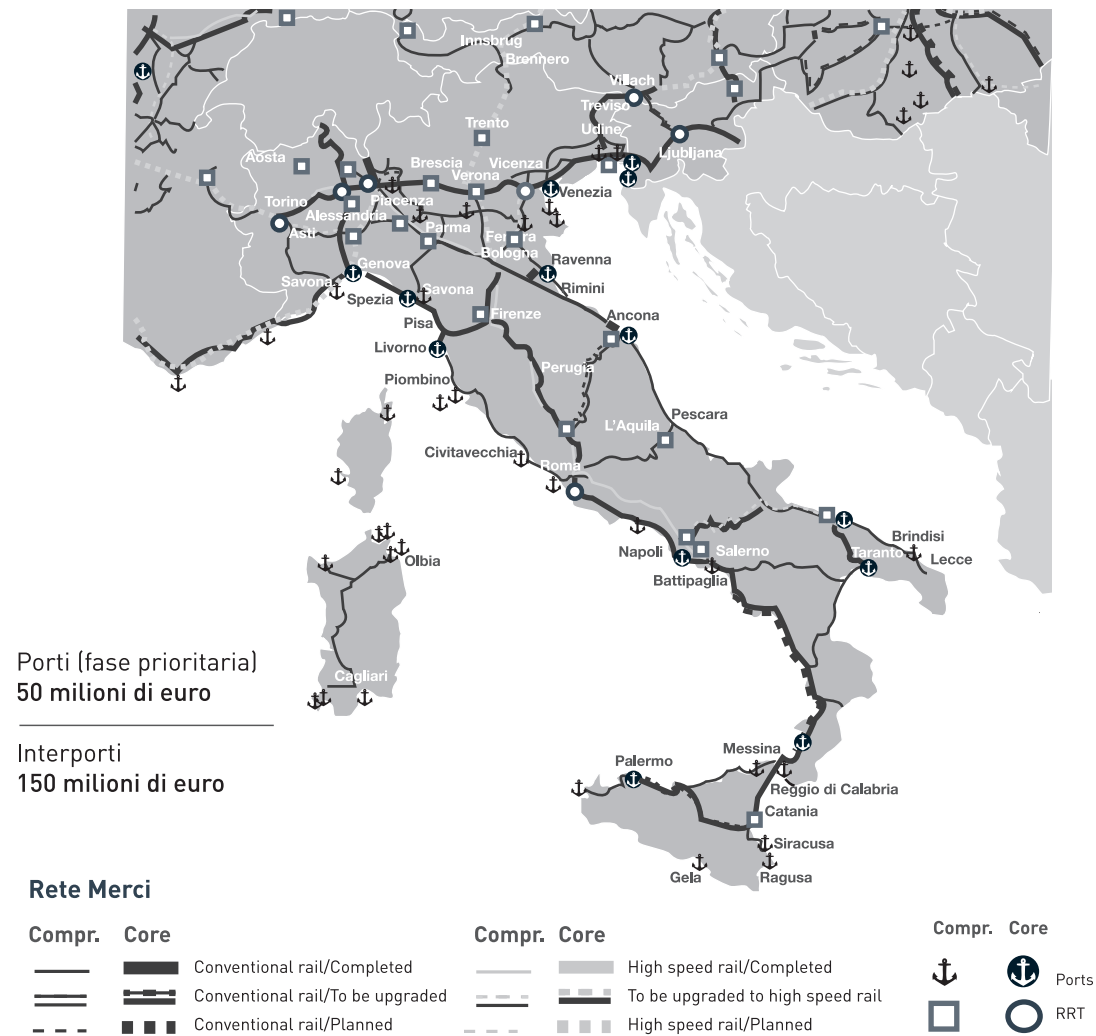 Innsbrug
Brennero
Villach
Treviso
Udine
Trento
Ljubljana
Aosta
Brescia
Vicenza
Verona
Venezia
Torino
Piacenza
Alessandria
Asti
Parma
Ferrara
Bologna
Ravenna
Genova
Savona
Savona
Rimini
Spezia
Firenze
Ancona
Pisa
Livorno
Perugia
Piombino
L'Aquila
Pescara
Civitavecchia
Roma
Brindisi
Napoli
Salerno
Taranto
Lecce
Olbia
Battipaglia
Porti (fase prioritaria)
50 milioni di euro
Cagliari
Interporti
150 milioni di euro
Messina
Palermo
Reggio di Calabria
Catania
Siracusa
Gela
Ragusa
Rete Merci
Compr. Core
Conventional rail/Completed
Conventional rail/To be upgraded
Conventional rail/Planned
Compr. Core
High speed rail/Completed
To be upgraded to high speed rail
High speed rail/Planned
Compr. Core
Ports
RRT